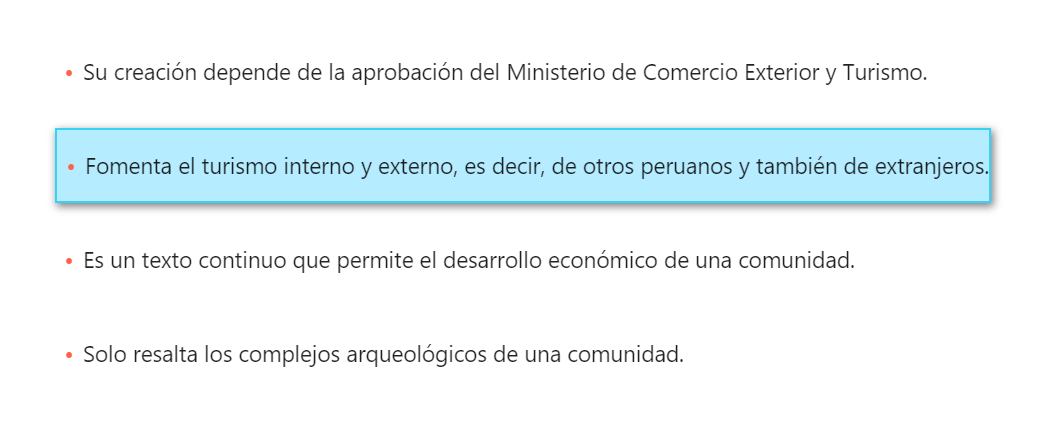 • Su creación depende de la aprobación del Ministerio de Comercio Exterior y Turismo.
• Fomenta el turismo interno y externo, es decir, de otros peruanos y también de extranjeros.
• Es un texto continuo que permite el desarrollo económico de una comunidad.
• Solo resalta los complejos arqueológicos de una comunidad.